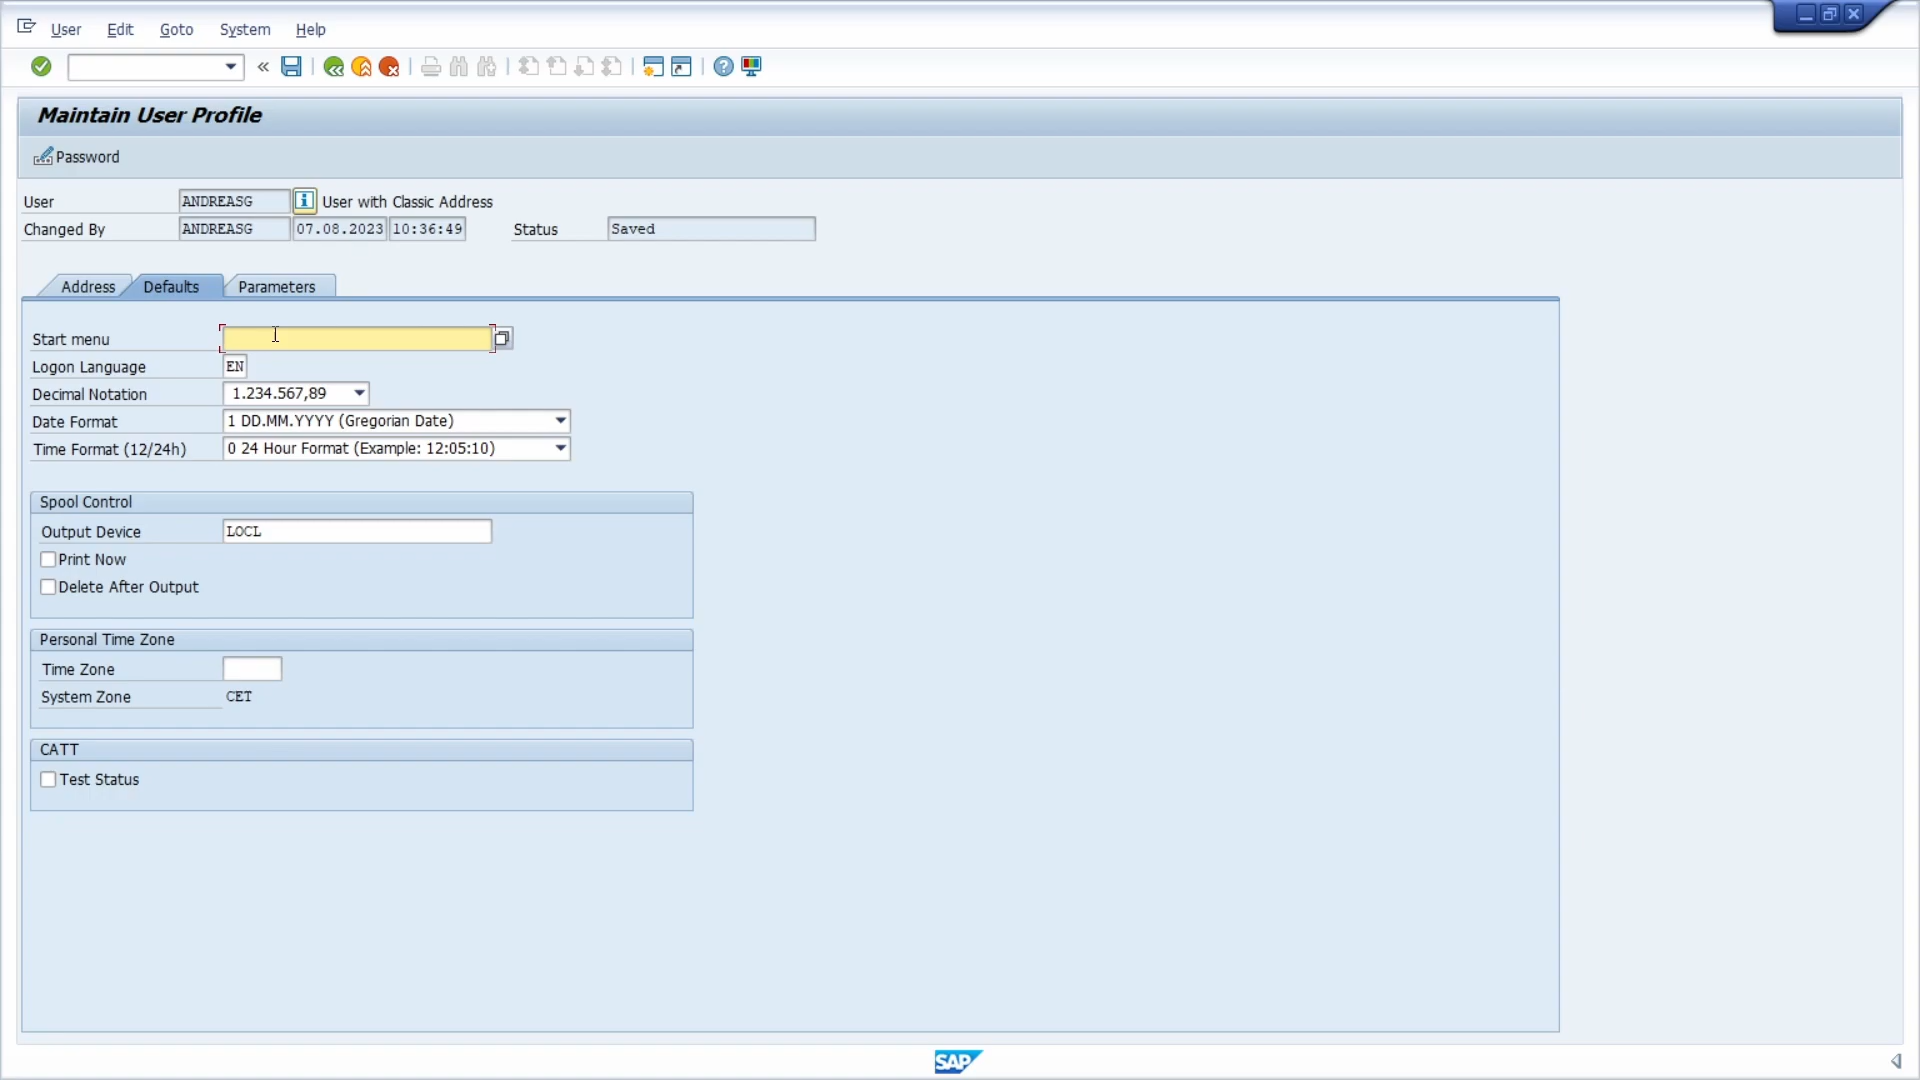 User Edit Goto System Help
Maintain User Profile
Password
User ANDREASG User with Classic Address
Changed By ANDREASG 07.08.2023 10:36:49 Status Saved
Address Defaults Parameters
Start menu
Logon Language EN
Decimal Notation 1.234.567,89
Date Format 1 DD.MM.YYYY (Gregorian Date)
Time Format (12/24h) 0 24 Hour Format (Example: 12:05:10)
Spool Control
Output Device LOCL
Print Now
Delete After Output
Personal Time Zone
Time Zone
System Zone CET
CATT
Test Status
SAP